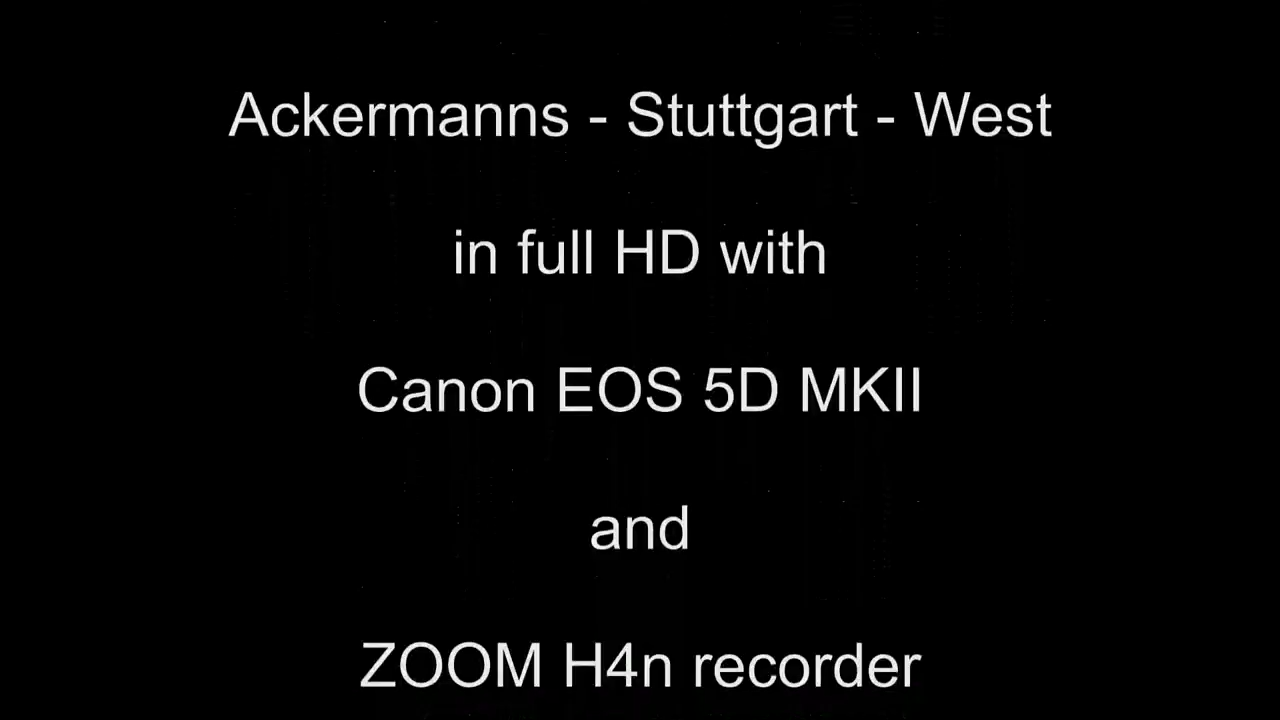 Ackermanns - Stuttgart - West
in full HD with
Canon EOS 5D MKII
and
ZOOM H4n recorder